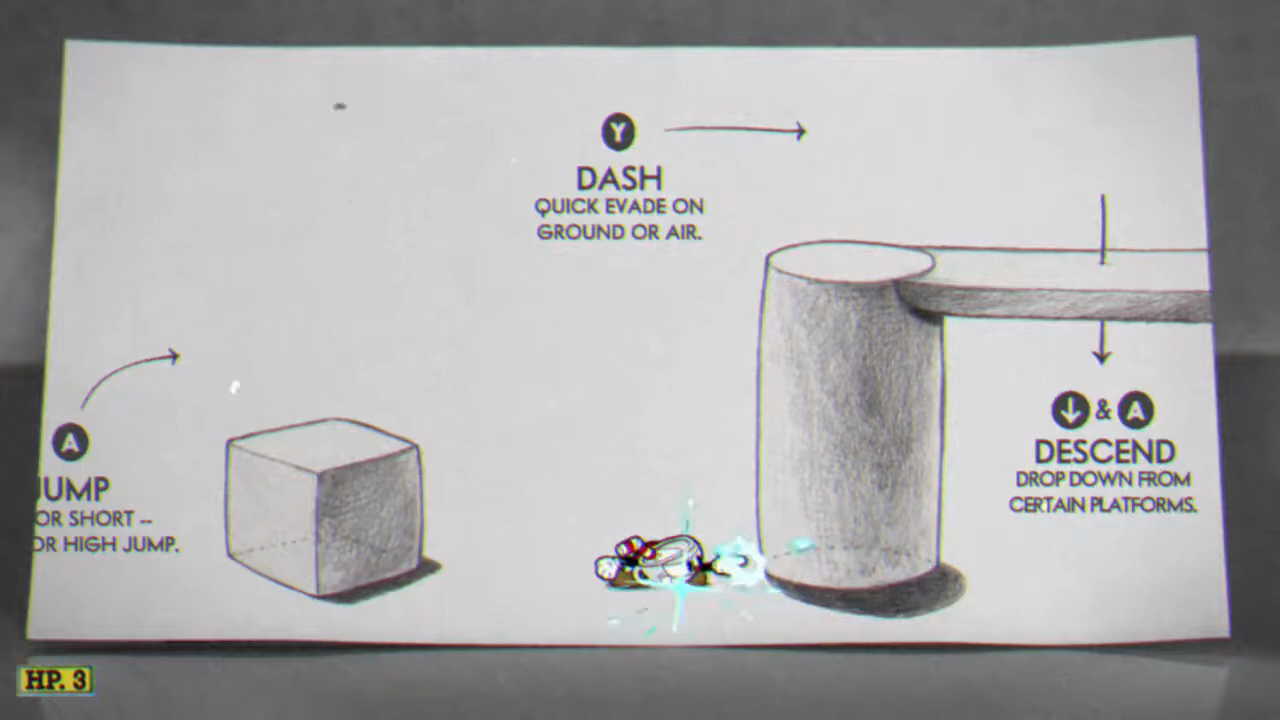 Y
DASH
QUICK EVADE ON
GROUND OR AIR.
A
JUMP
OR SHORT --
OR HIGH JUMP.
↓ & A
DESCEND
DROP DOWN FROM
CERTAIN PLATFORMS.
HP. 3